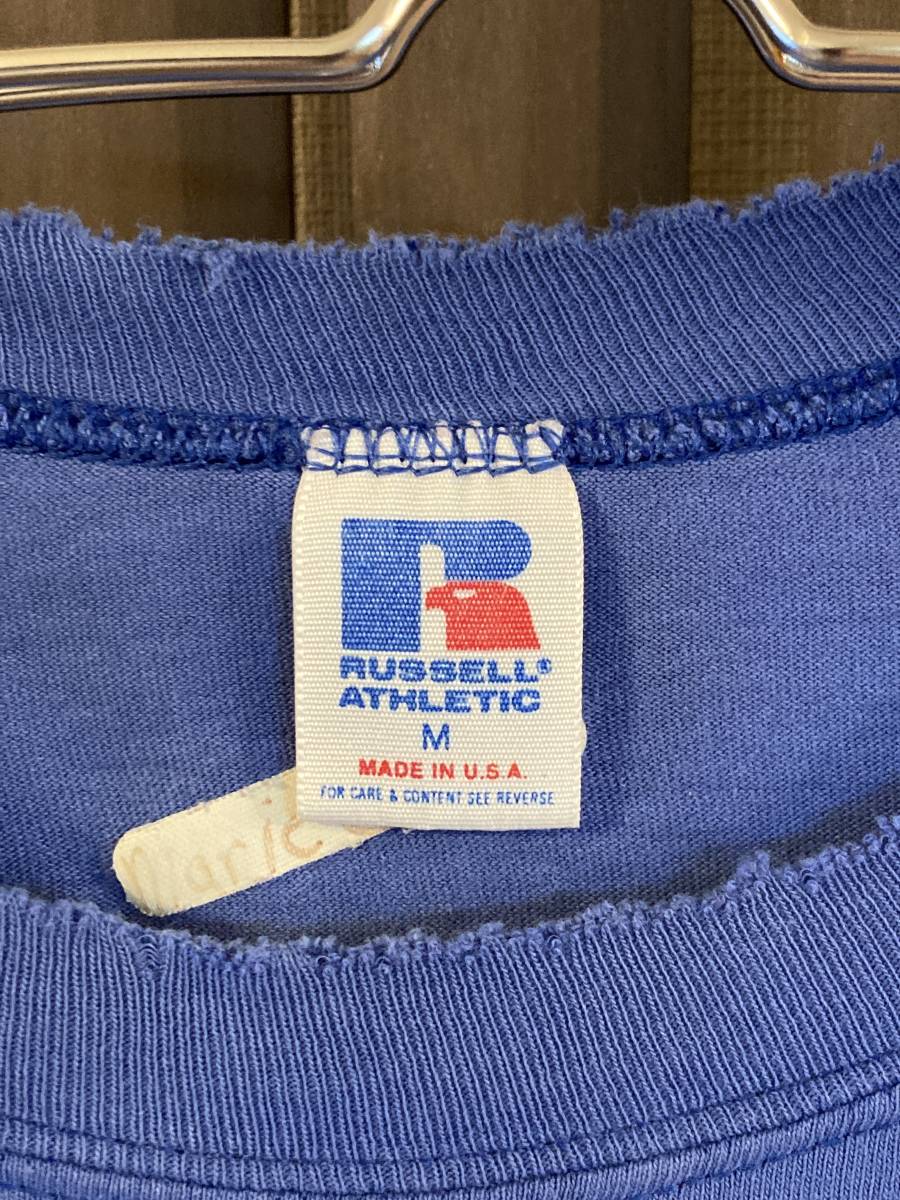 RUSSELL®
ATHLETIC
M
MADE IN U.S.A.
FOR CARE & CONTENT SEE REVERSE